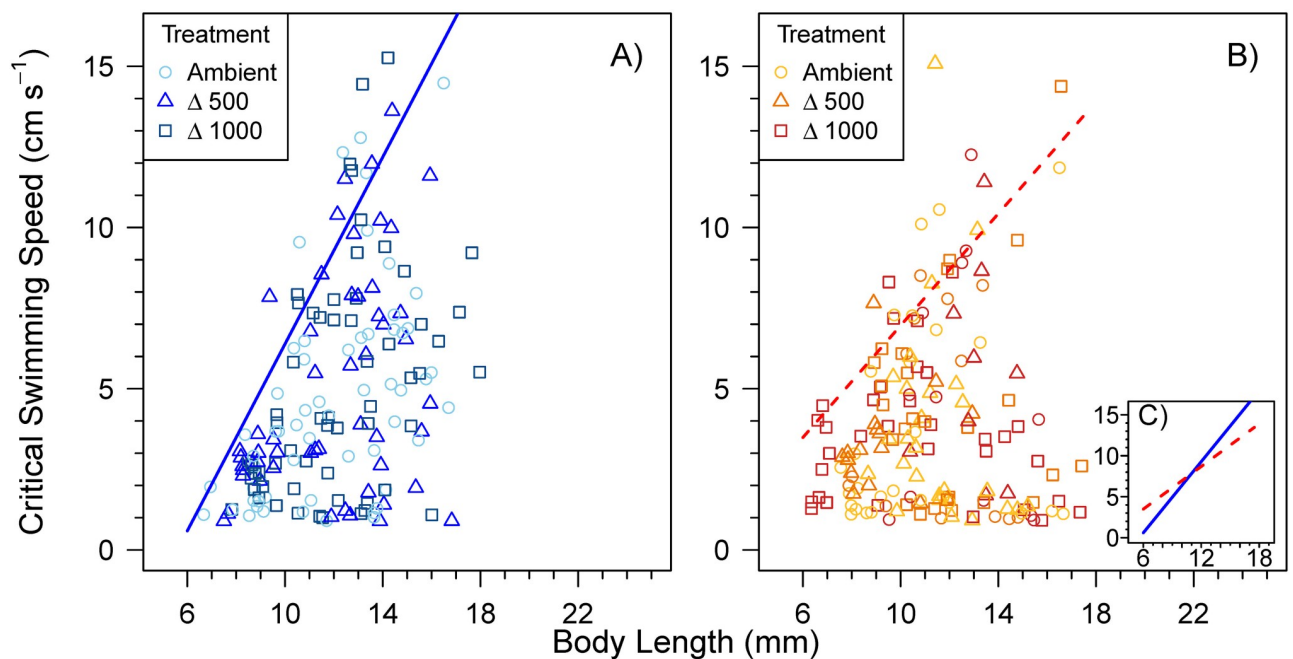 Critical Swimming Speed (cm s⁻¹)
Treatment
Ambient
Δ 500
Δ 1000
A)
15
10
5
0
6 10 14 18 22
Treatment
Ambient
Δ 500
Δ 1000
B)
15
10
5
0
6 10 14 18 22
C)
15
10
5
0
6 12 18
Body Length (mm)